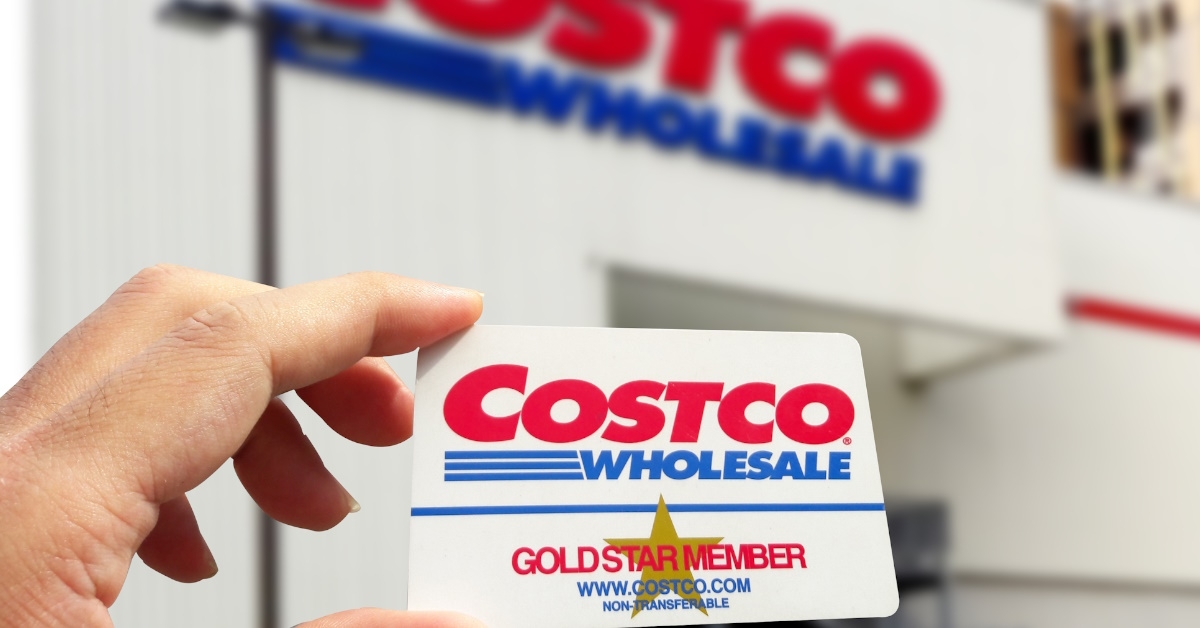 COSTCO
WHOLESALE
COSTCO®
WHOLESALE
GOLD STAR MEMBER
WWW.COSTCO.COM
NON-TRANSFERABLE